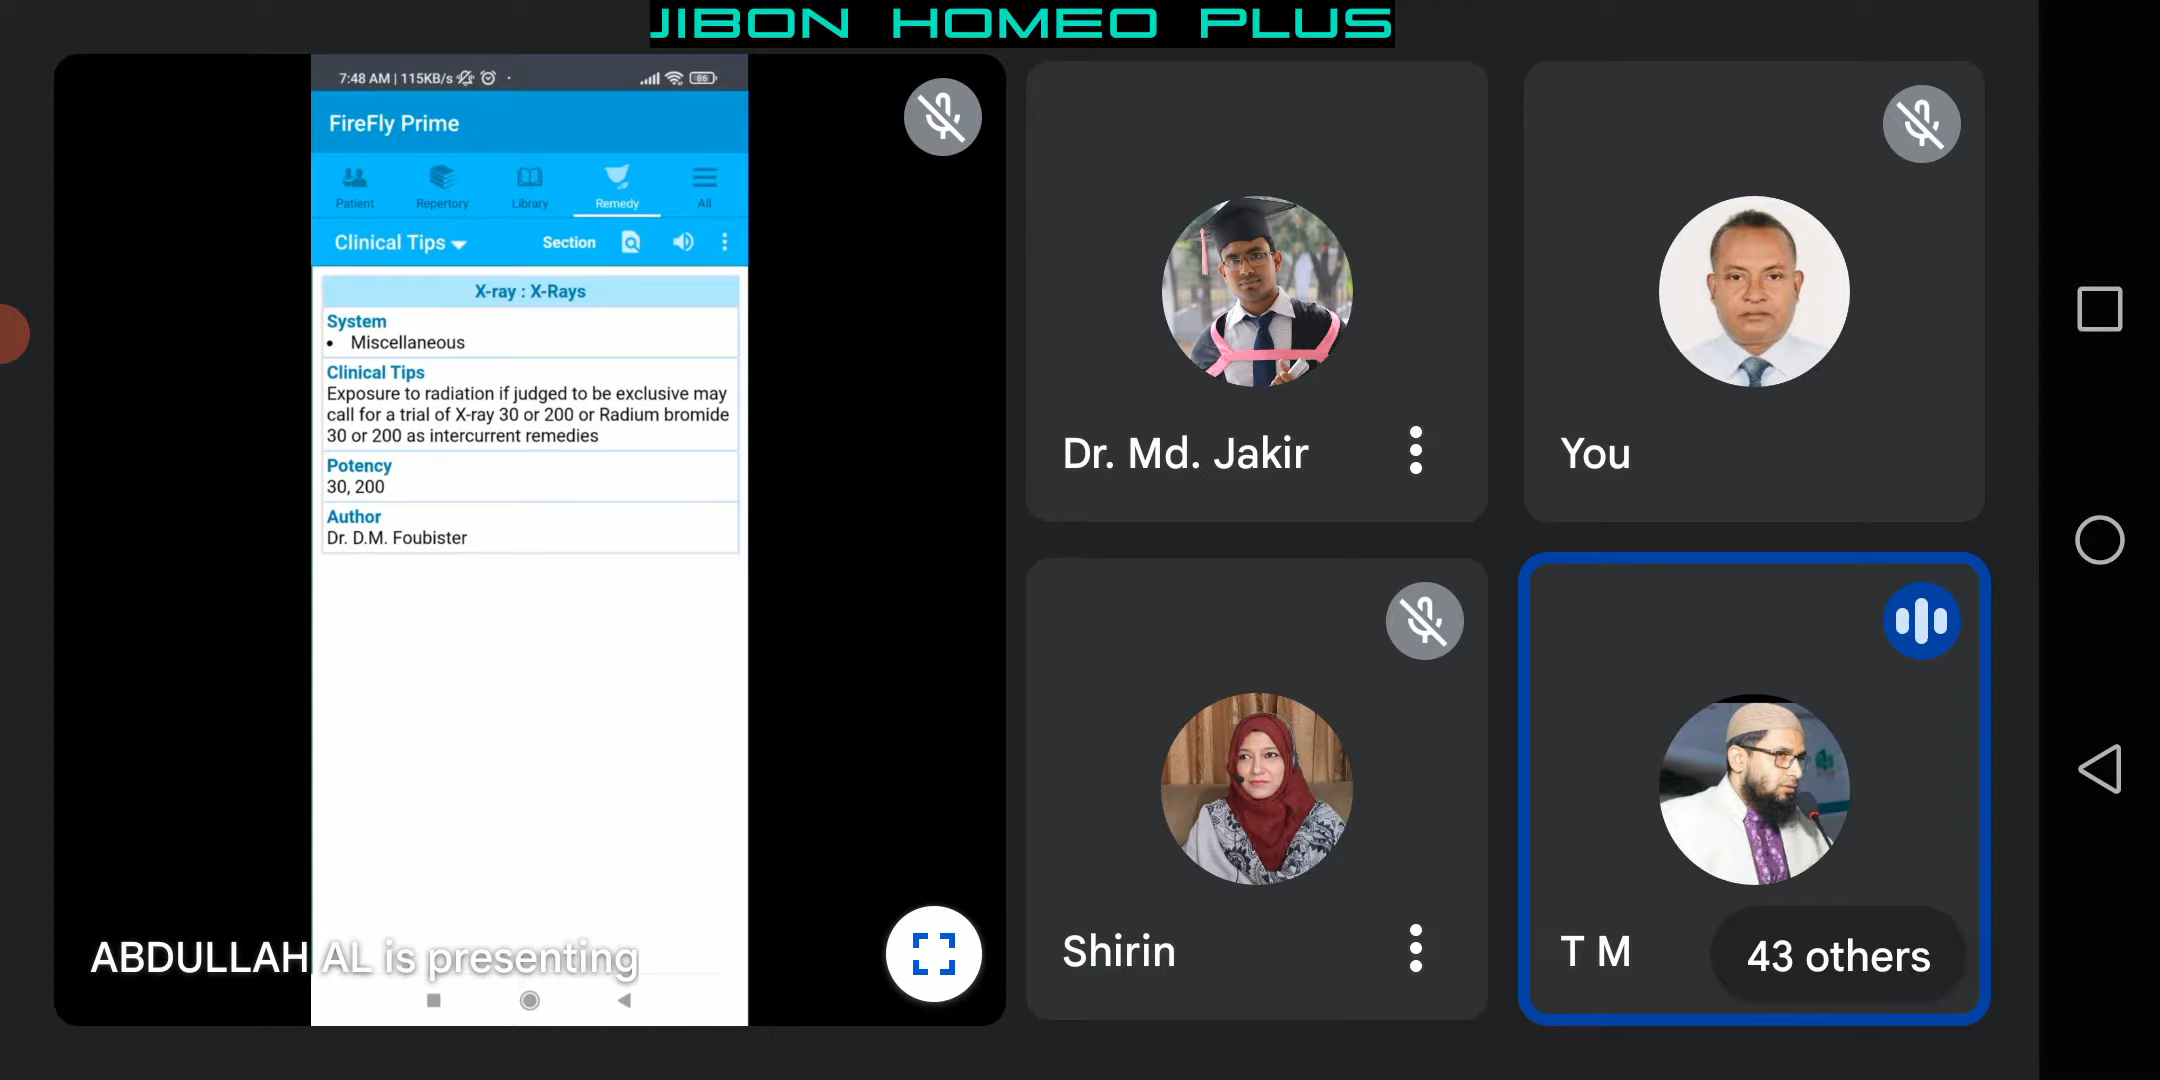 JIBON HOMEO PLUS
7:48 AM | 115KB/s
86
FireFly Prime
Patient
Repertory
Library
Remedy
All
Clinical Tips
Section
X-ray : X-Rays
System
• Miscellaneous
Clinical Tips
Exposure to radiation if judged to be exclusive may
call for a trial of X-ray 30 or 200 or Radium bromide
30 or 200 as intercurrent remedies
Potency
30, 200
Author
Dr. D.M. Foubister
ABDULLAH AL is presenting
Dr. Md. Jakir
You
Shirin
T M
43 others